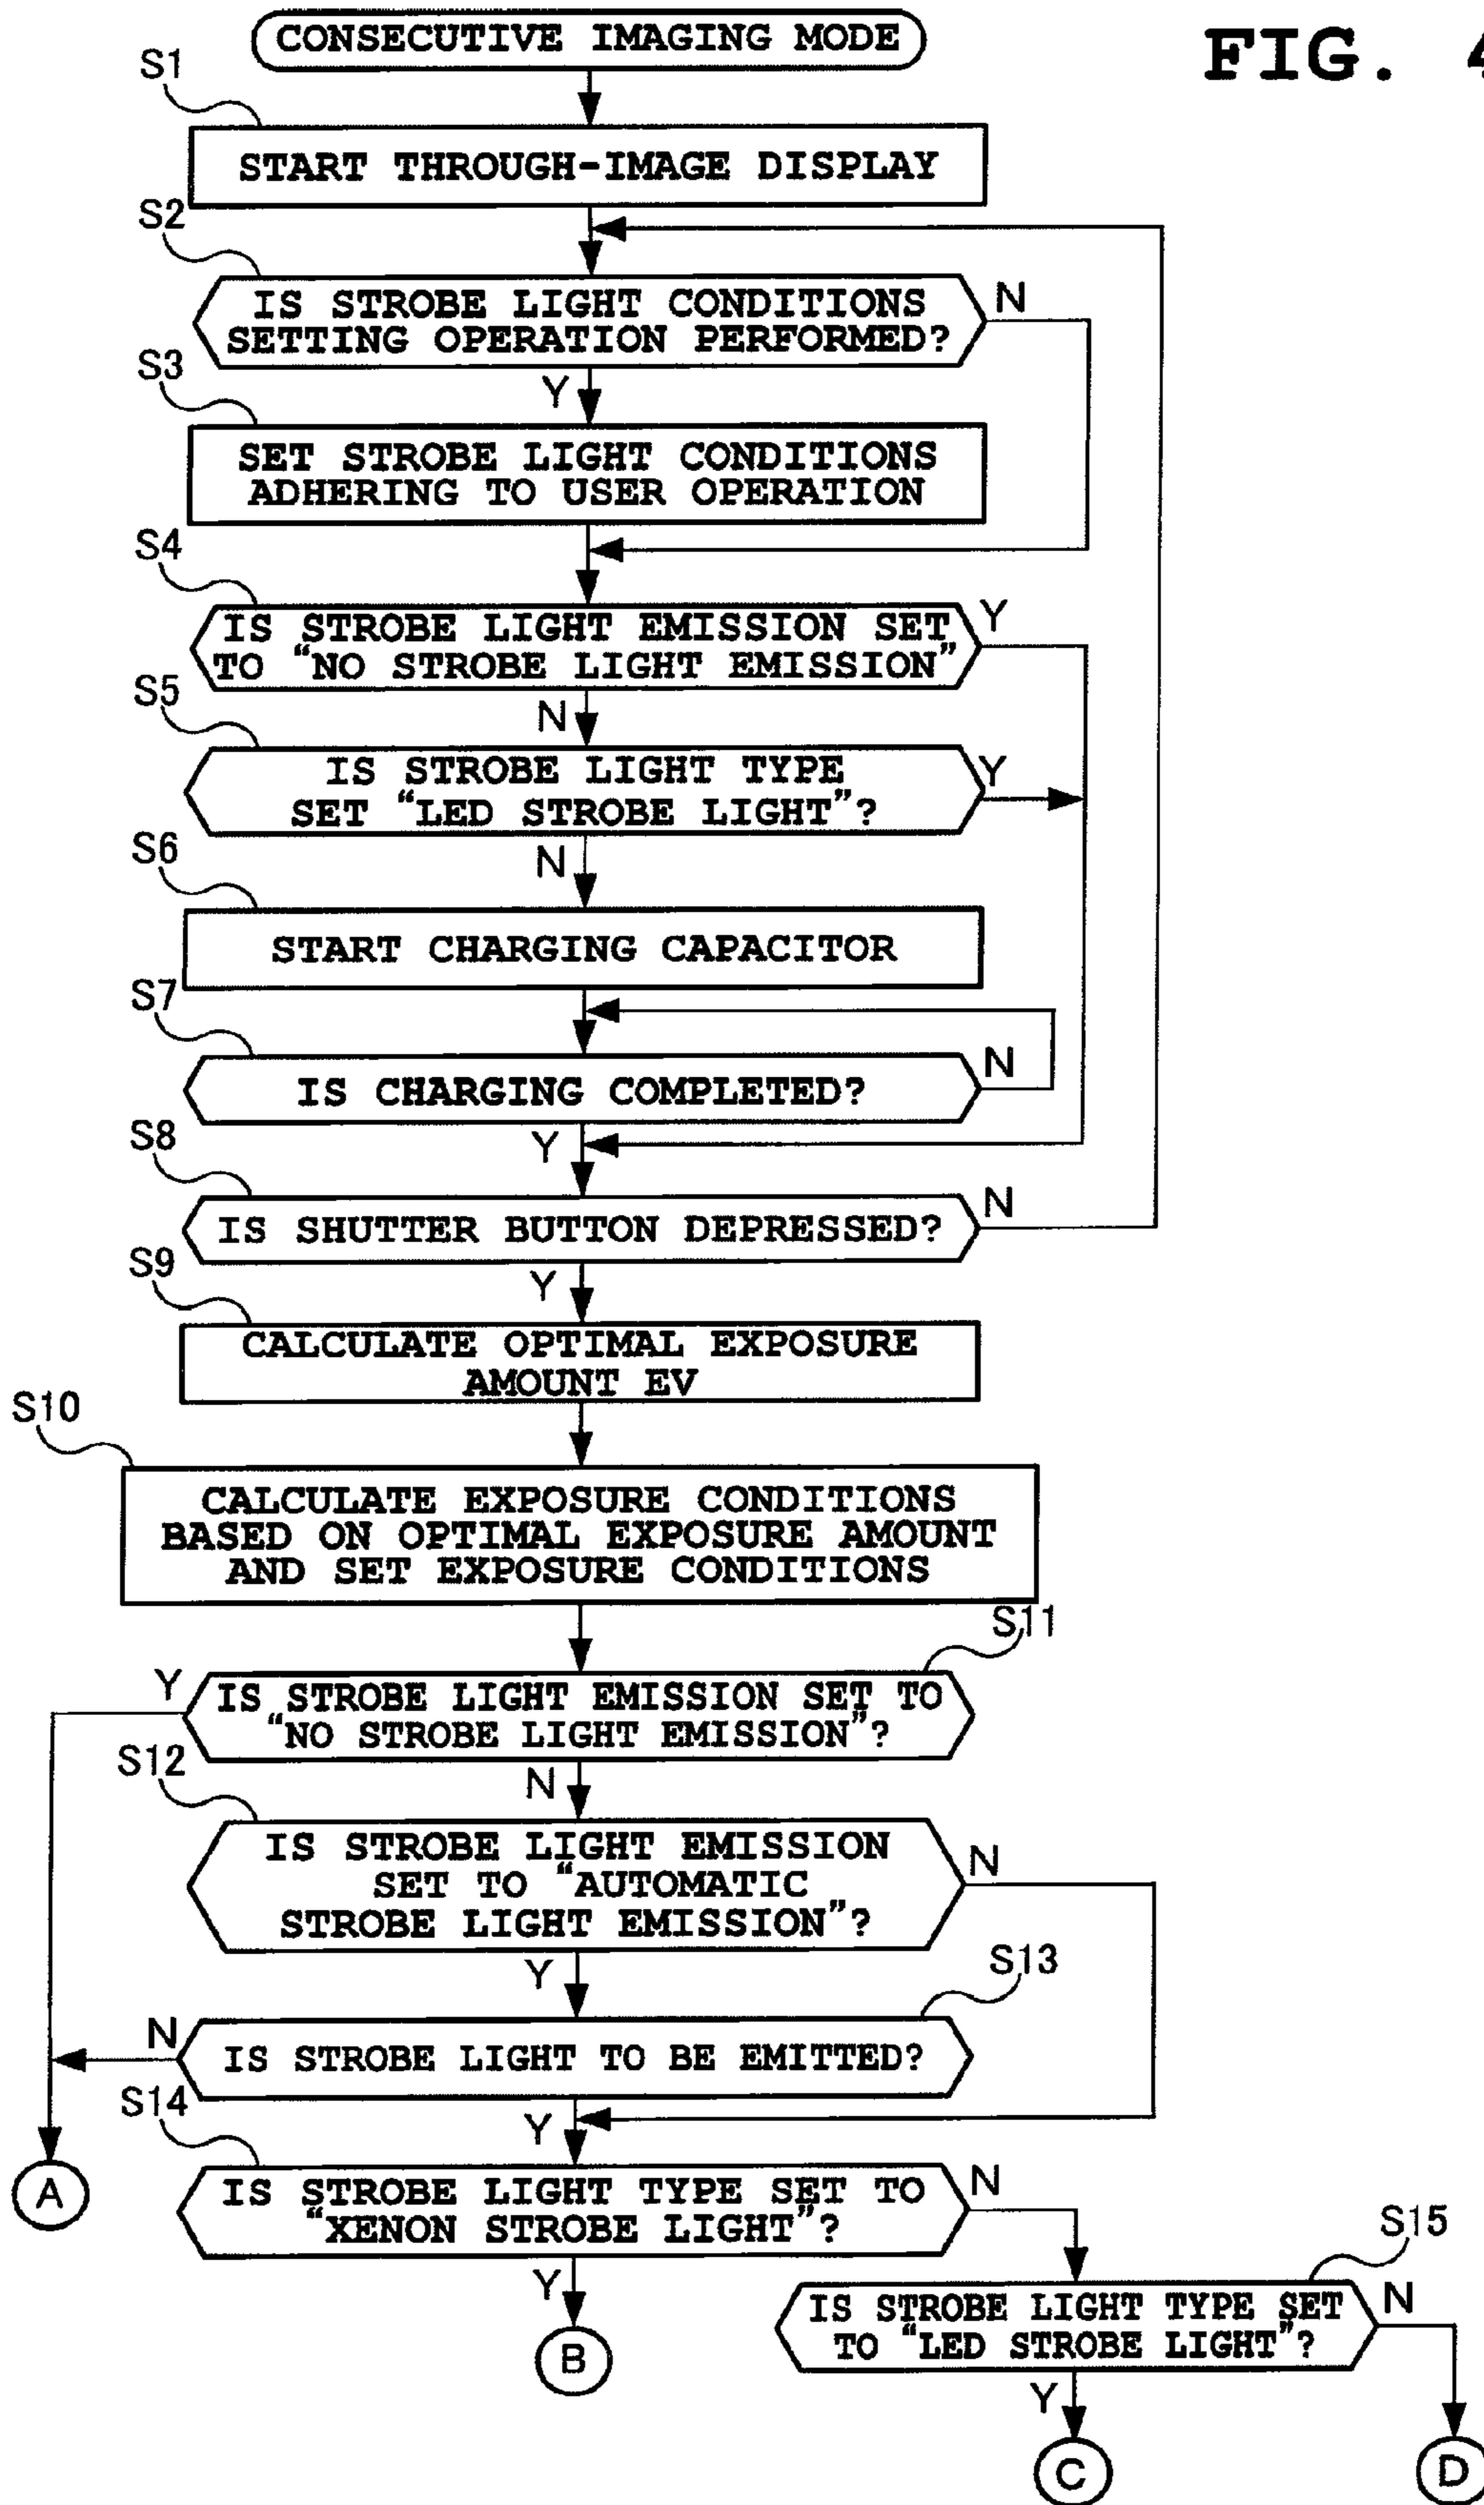 FIG. 4
CONSECUTIVE IMAGING MODE
S1
START THROUGH-IMAGE DISPLAY
S2
IS STROBE LIGHT CONDITIONS
SETTING OPERATION PERFORMED?
N
Y
S3
SET STROBE LIGHT CONDITIONS
ADHERING TO USER OPERATION
S4
IS STROBE LIGHT EMISSION SET
TO “NO STROBE LIGHT EMISSION”
Y
N
S5
IS STROBE LIGHT TYPE
SET “LED STROBE LIGHT”?
Y
N
S6
START CHARGING CAPACITOR
S7
IS CHARGING COMPLETED?
N
Y
S8
IS SHUTTER BUTTON DEPRESSED?
N
Y
S9
CALCULATE OPTIMAL EXPOSURE
AMOUNT EV
S10
CALCULATE EXPOSURE CONDITIONS
BASED ON OPTIMAL EXPOSURE AMOUNT
AND SET EXPOSURE CONDITIONS
S11
Y
IS STROBE LIGHT EMISSION SET TO
“NO STROBE LIGHT EMISSION”?
N
S12
IS STROBE LIGHT EMISSION
SET TO “AUTOMATIC
STROBE LIGHT EMISSION”?
N
Y
S13
N
IS STROBE LIGHT TO BE EMITTED?
Y
S14
A
IS STROBE LIGHT TYPE SET TO
“XENON STROBE LIGHT”?
N
Y
B
S15
IS STROBE LIGHT TYPE SET
TO “LED STROBE LIGHT”?
N
Y
C
D